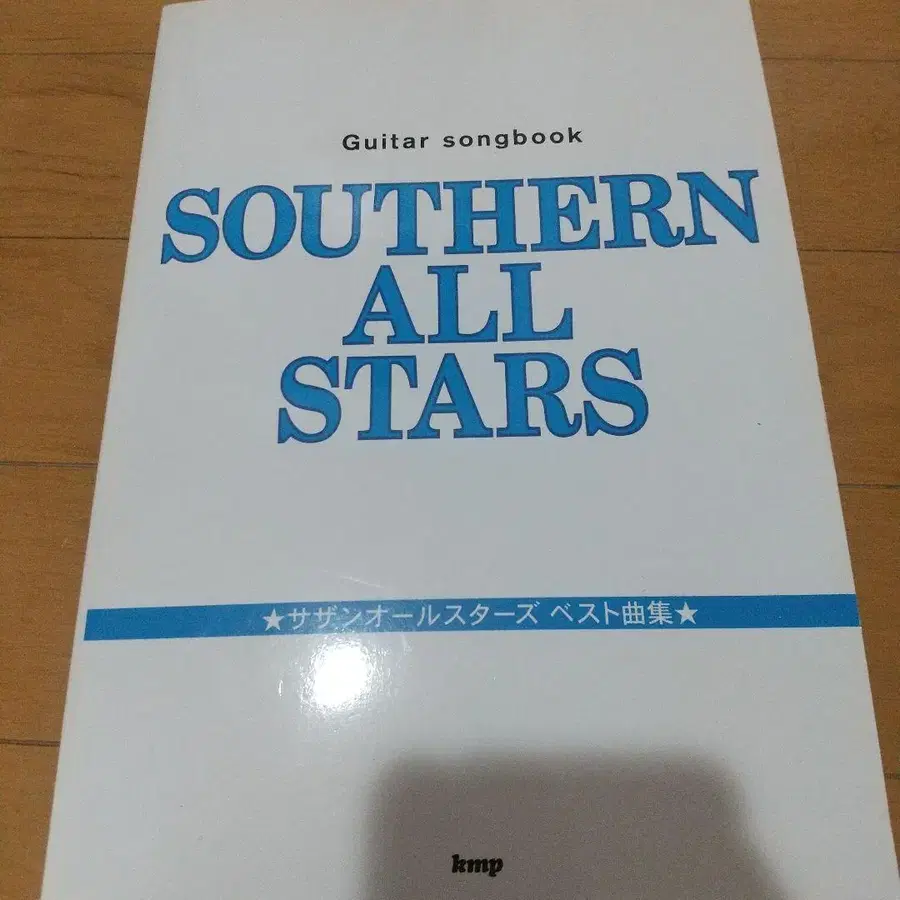 Guitar songbook
SOUTHERN
ALL
STARS
★サザンオールスターズ ベスト曲集★
kmp